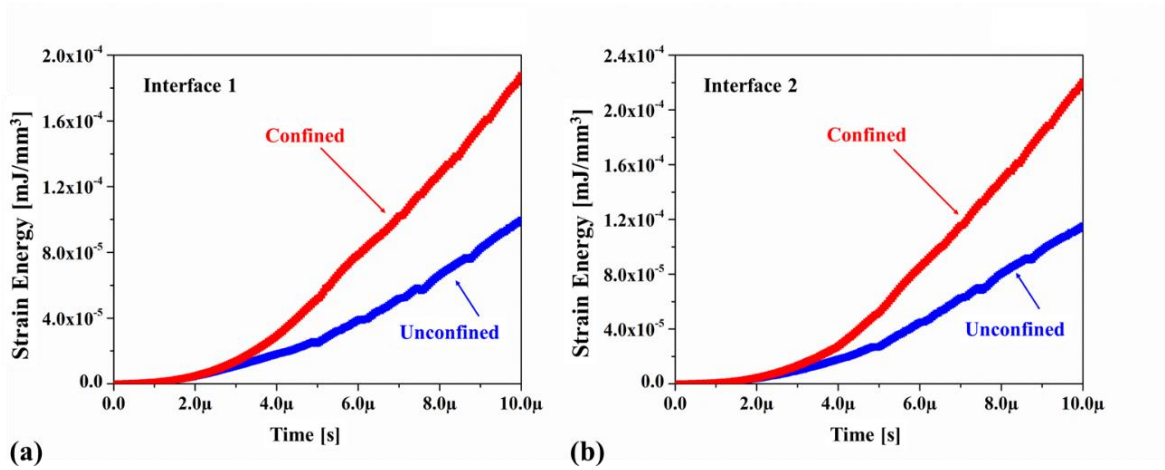 2.0x10⁻⁴
1.6x10⁻⁴
1.2x10⁻⁴
8.0x10⁻⁵
4.0x10⁻⁵
0.0
Strain Energy [mJ/mm³]
Interface 1
Confined
Unconfined
0.0 2.0μ 4.0μ 6.0μ 8.0μ 10.0μ
Time [s]
(a)
2.4x10⁻⁴
2.0x10⁻⁴
1.6x10⁻⁴
1.2x10⁻⁴
8.0x10⁻⁵
4.0x10⁻⁵
0.0
Strain Energy [mJ/mm³]
Interface 2
Confined
Unconfined
0.0 2.0μ 4.0μ 6.0μ 8.0μ 10.0μ
Time [s]
(b)